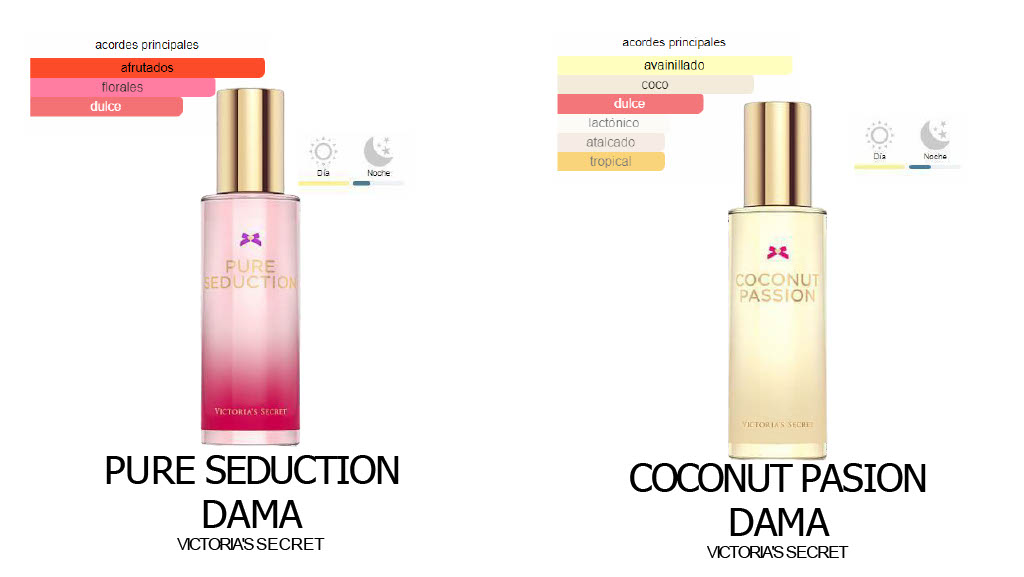 acordes principales
afrutados
florales
dulce
Día
Noche
PURE
SEDUCTION
VICTORIA'S SECRET
PURE SEDUCTION
DAMA
VICTORIA'S SECRET
acordes principales
avainillado
coco
dulce
lactónico
atalcado
tropical
Día
Noche
COCONUT
PASSION
VICTORIA'S SECRET
COCONUT PASION
DAMA
VICTORIA'S SECRET